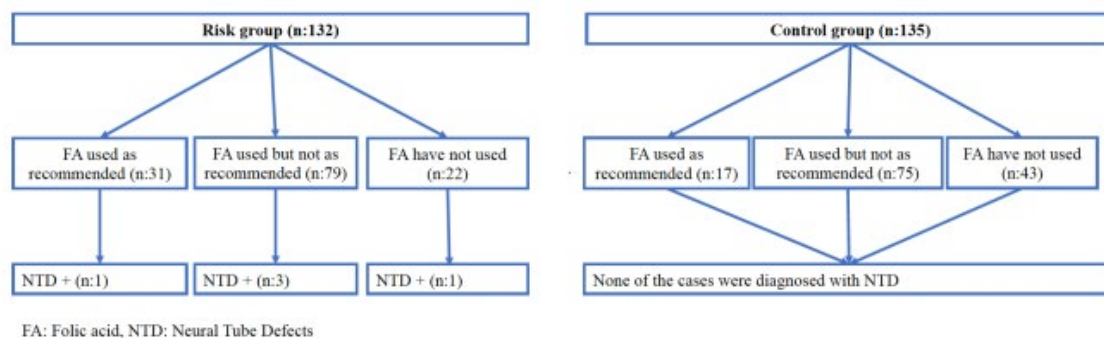 Risk group (n:132)
Control group (n:135)
FA used as
recommended (n:31)
FA used but not as
recommended (n:79)
FA have not used
(n:22)
FA used as
recommended (n:17)
FA used but not as
recommended (n:75)
FA have not used
(n:43)
NTD + (n:1)
NTD + (n:3)
NTD + (n:1)
None of the cases were diagnosed with NTD
FA: Folic acid, NTD: Neural Tube Defects